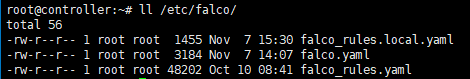 root@controller:~# ll /etc/falco/
total 56
-rw-r--r-- 1 root root  1455 Nov  7 15:30 falco_rules.local.yaml
-rw-r--r-- 1 root root  3184 Nov  7 14:07 falco.yaml
-rw-r--r-- 1 root root 48202 Oct 10 08:41 falco_rules.yaml